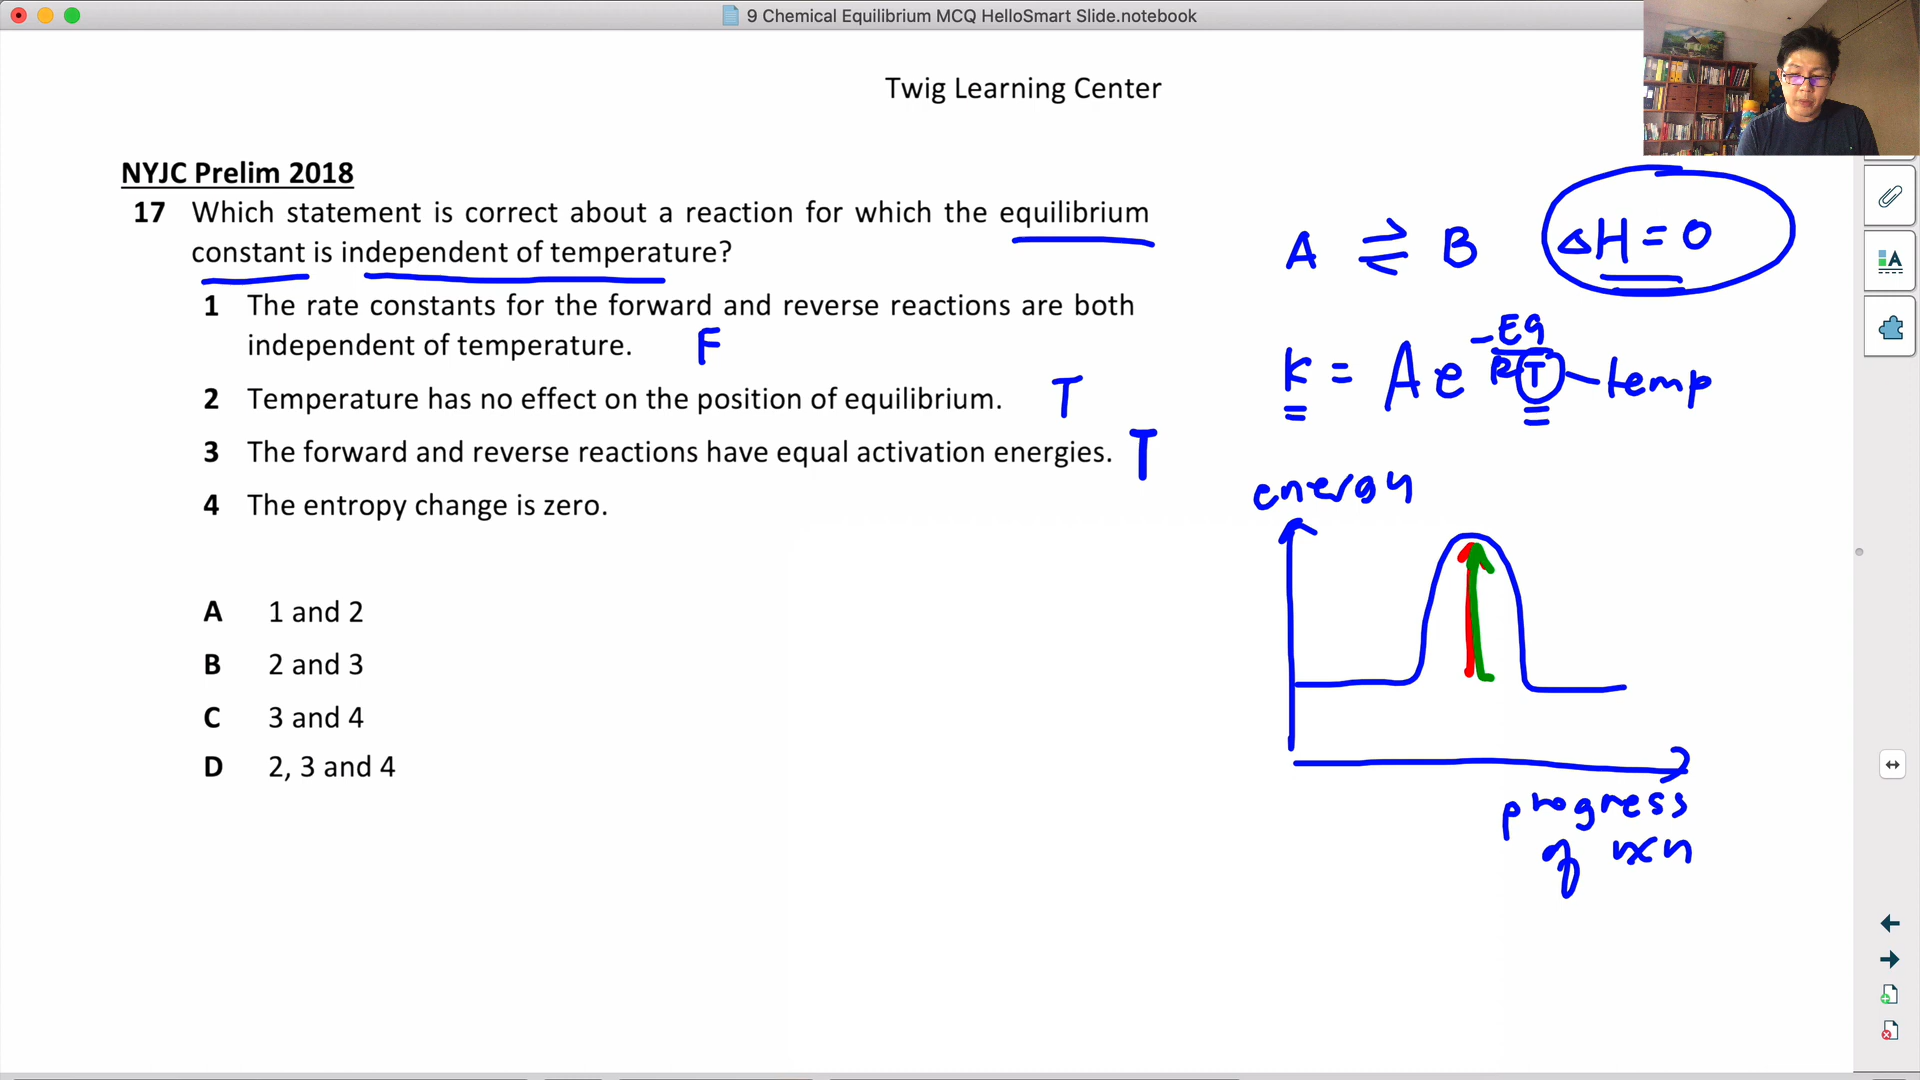 9 Chemical Equilibrium MCQ HelloSmart Slide.notebook
Twig Learning Center
NYJC Prelim 2018
17 Which statement is correct about a reaction for which the equilibrium
constant is independent of temperature?
1 The rate constants for the forward and reverse reactions are both
independent of temperature. F
2 Temperature has no effect on the position of equilibrium. T
3 The forward and reverse reactions have equal activation energies. T
4 The entropy change is zero.
A 1 and 2
B 2 and 3
C 3 and 4
D 2, 3 and 4
A ⇌ B ΔH = 0
k = A e^(-Ea/RT) temp
energy
progress
of rxn
A